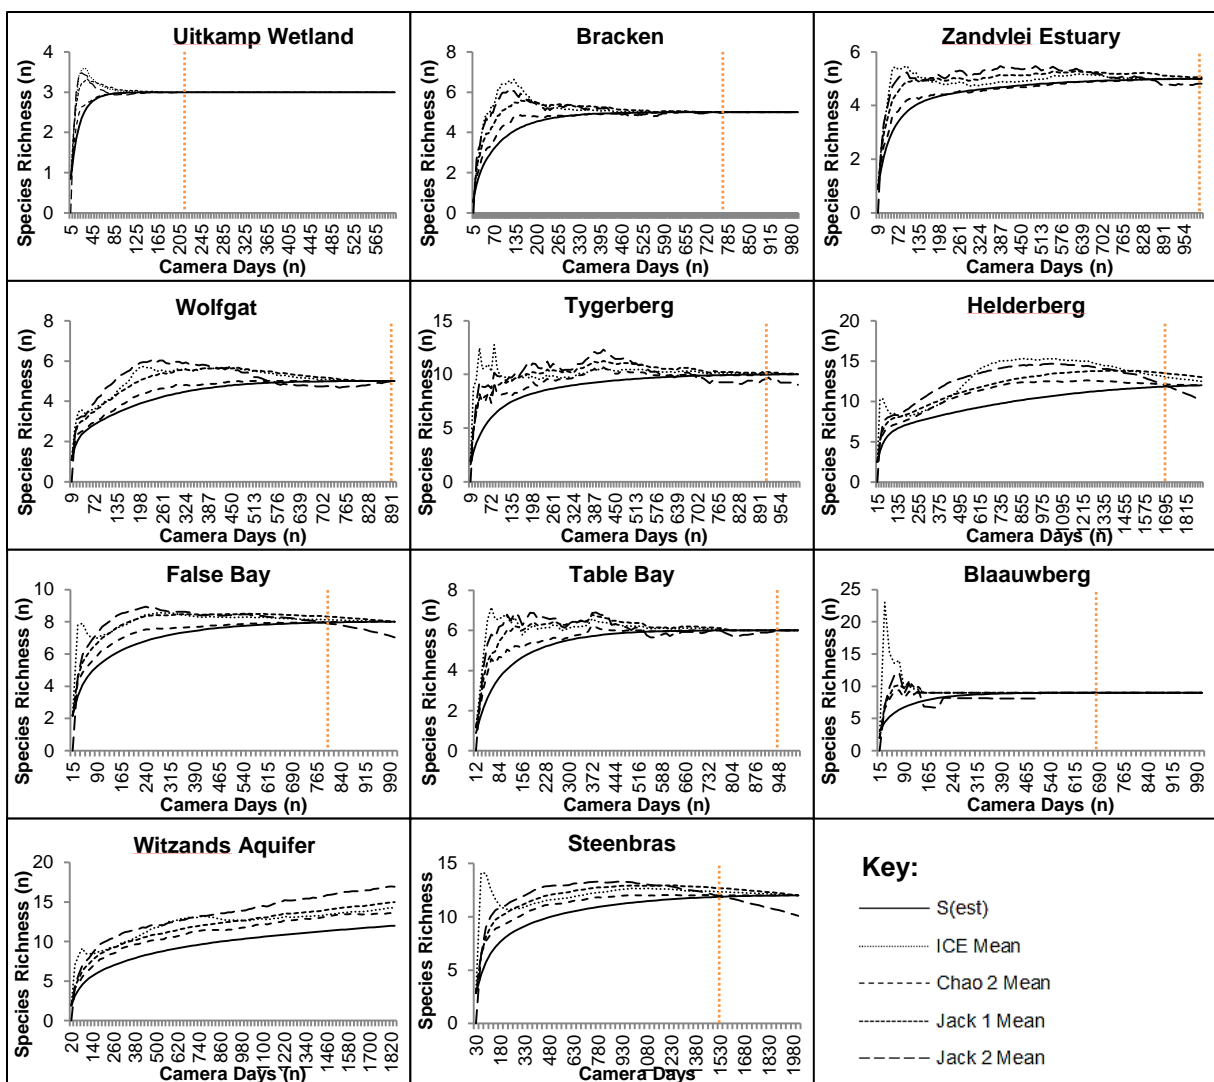 Uitkamp Wetland
Species Richness (n)
4
3
2
1
0
5 45 85 125 165 205 245 285 325 365 405 445 485 525 565
Camera Days (n)
Bracken
Species Richness (n)
8
6
4
2
0
5 70 135 200 265 330 395 460 525 590 655 720 785 850 915 980
Camera Days (n)
Zandvlei Estuary
Species Richness (n)
6
4
2
0
9 72 135 198 261 324 387 450 513 576 639 702 765 828 891 954
Camera Days (n)
Wolfgat
Species Richness (n)
8
6
4
2
0
9 72 135 198 261 324 387 450 513 576 639 702 765 828 891
Camera Days (n)
Tygerberg
Species Richness (n)
15
10
5
0
9 72 135 198 261 324 387 450 513 576 639 702 765 828 891 954
Camera Days (n)
Helderberg
Species Richness (n)
20
15
10
5
0
15 135 255 375 495 615 735 855 975 1095 1215 1335 1455 1575 1695 1815
Camera Days (n)
False Bay
Species Richness (n)
10
8
6
4
2
0
15 90 165 240 315 390 465 540 615 690 765 840 915 990
Camera Days (n)
Table Bay
Species Richness (n)
8
6
4
2
0
12 84 156 228 300 372 444 516 588 660 732 804 876 948
Camera Days (n)
Blaauwberg
Species Richness (n)
25
20
15
10
5
0
15 90 165 240 315 390 465 540 615 690 765 840 915 990
Camera Days (n)
Witzands Aquifer
Species Richness (n)
20
15
10
5
0
20 140 260 380 500 620 740 860 980 1100 1220 1340 1460 1580 1700 1820
Camera Days (n)
Steenbras
Species Richness
15
10
5
0
30 180 330 480 630 780 930 1080 1230 1380 1530 1680 1830 1980
Camera Days
Key:
S(est)
ICE Mean
Chao 2 Mean
Jack 1 Mean
Jack 2 Mean